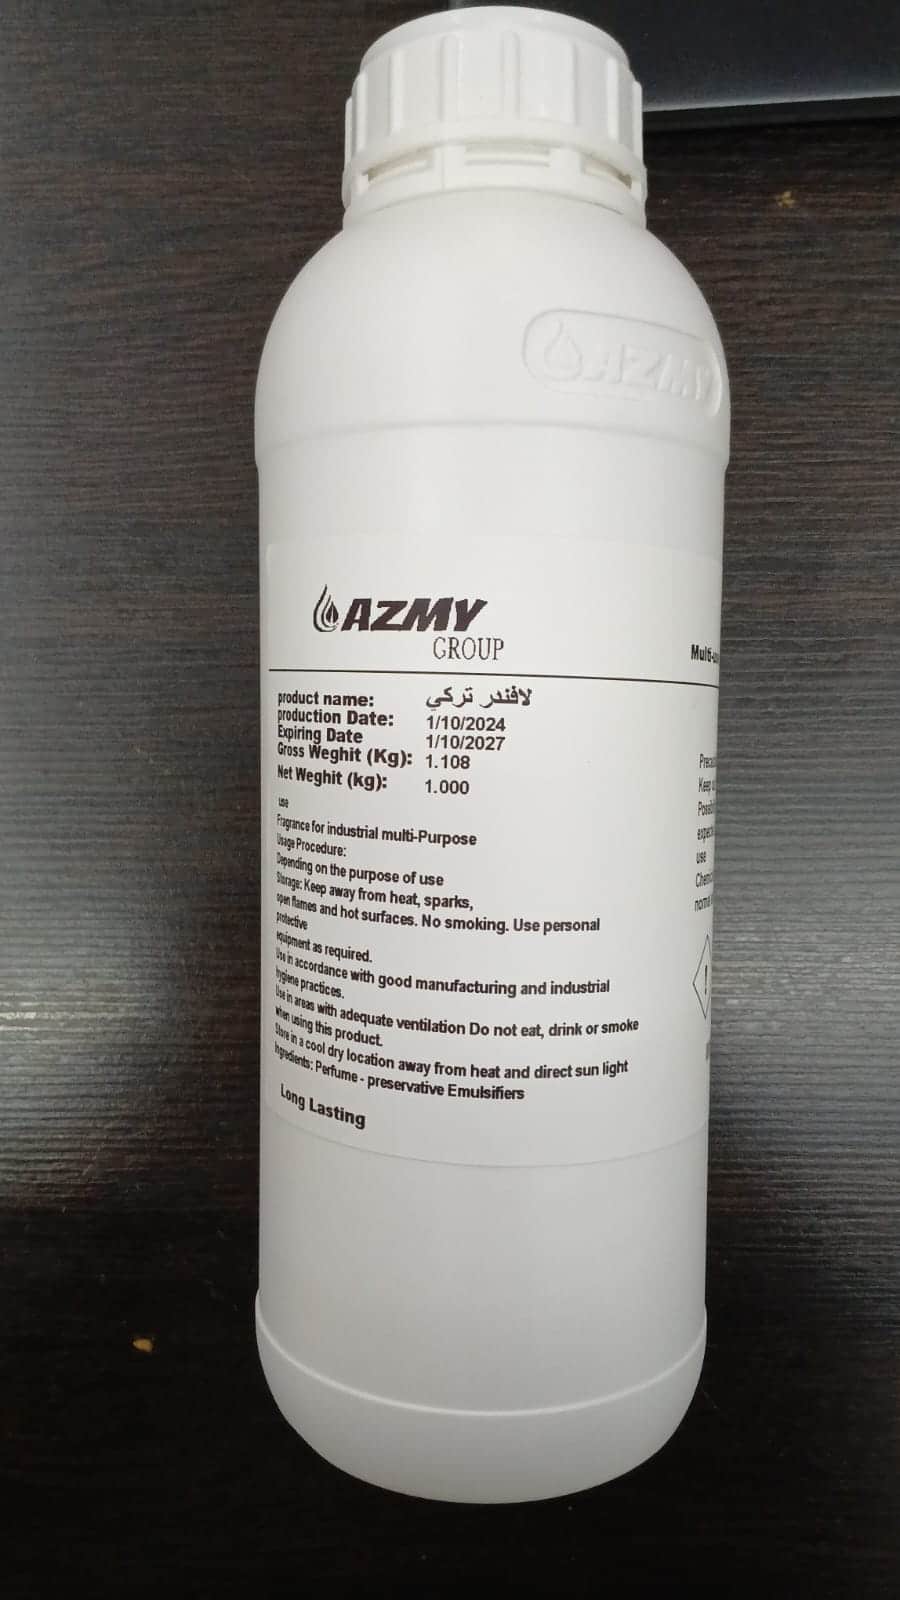 AZMY
AZMY
GROUP
product name: لافندر تركي
production Date: 1/10/2024
Expiring Date 1/10/2027
Gross Weghit (Kg): 1.108
Net Weghit (kg): 1.000
use
Fragrance for industrial multi-Purpose
Usage Procedure:
Depending on the purpose of use
Storage: Keep away from heat, sparks,
open flames and hot surfaces. No smoking. Use personal
protective
equipment as required.
Use in accordance with good manufacturing and industrial
hygiene practices.
Use in areas with adequate ventilation Do not eat, drink or smoke
when using this product.
Store in a cool dry location away from heat and direct sun light
Ingredients: Perfume - preservative Emulsifiers
Long Lasting
Keep
use